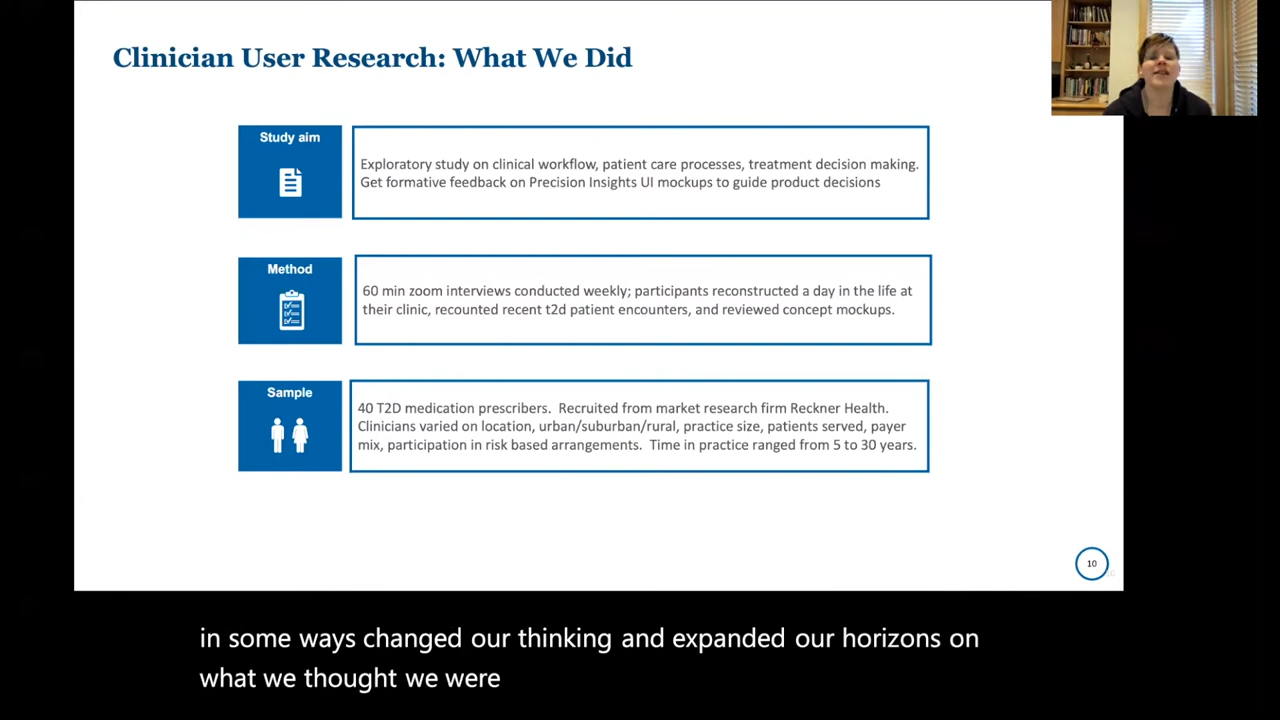 Clinician User Research: What We Did
Study aim
Exploratory study on clinical workflow, patient care processes, treatment decision making.
Get formative feedback on Precision Insights UI mockups to guide product decisions
Method
60 min zoom interviews conducted weekly; participants reconstructed a day in the life at
their clinic, recounted recent t2d patient encounters, and reviewed concept mockups.
Sample
40 T2D medication prescribers.  Recruited from market research firm Reckner Health.
Clinicians varied on location, urban/suburban/rural, practice size, patients served, payer
mix, participation in risk based arrangements.  Time in practice ranged from 5 to 30 years.
10
in some ways changed our thinking and expanded our horizons on
what we thought we were